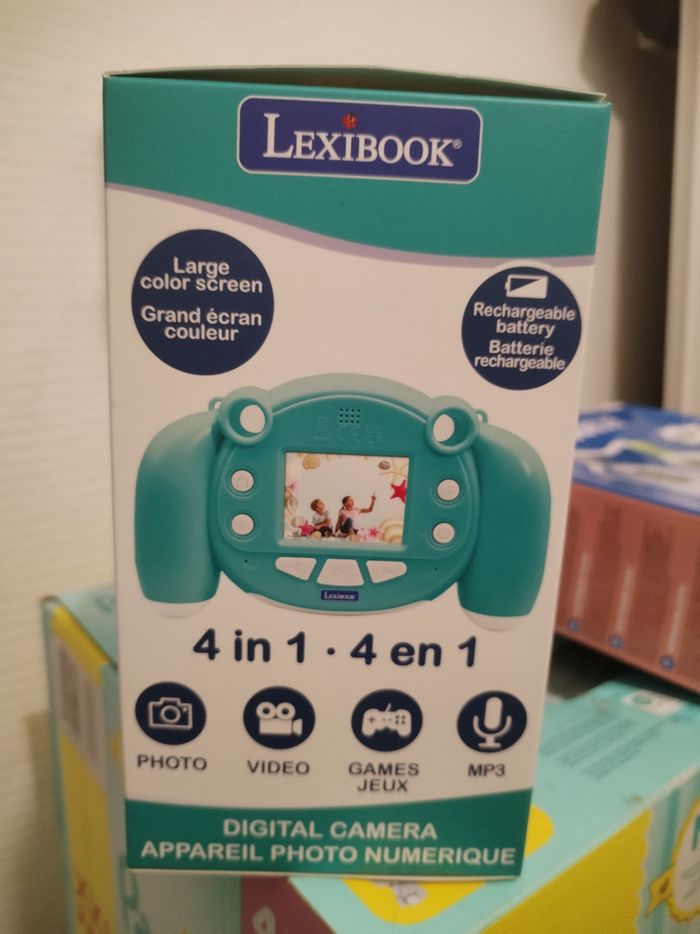 LEXIBOOK®
Large
color screen
Grand écran
couleur
Rechargeable
battery
Batterie
rechargeable
LEXIBOOK
4 in 1 · 4 en 1
PHOTO
VIDEO
GAMES
JEUX
MP3
DIGITAL CAMERA
APPAREIL PHOTO NUMERIQUE